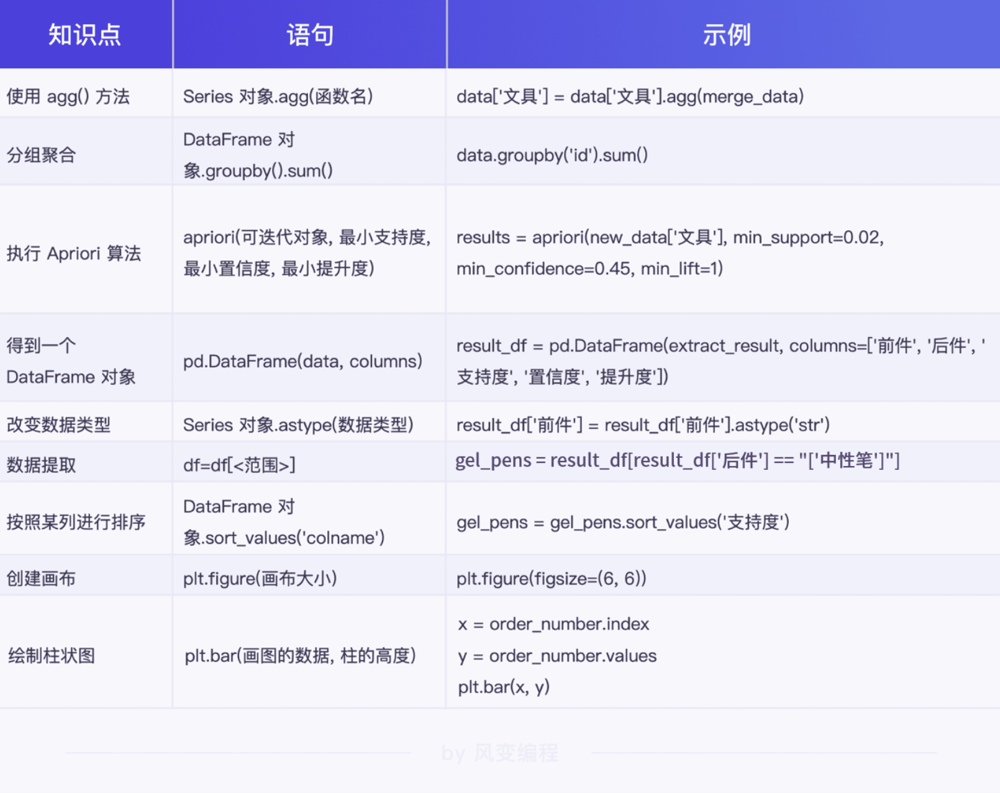 知识点 语句 示例
使用 agg() 方法 Series 对象.agg(函数名) data['文具'] = data['文具'].agg(merge_data)
分组聚合
DataFrame 对
象.groupby().sum()
data.groupby('id').sum()
执行 Apriori 算法
apriori(可迭代对象, 最小支持度,
最小置信度, 最小提升度)
results = apriori(new_data['文具'], min_support=0.02,
min_confidence=0.45, min_lift=1)
得到一个
DataFrame 对象
pd.DataFrame(data, columns)
result_df = pd.DataFrame(extract_result, columns=['前件', '后件', '
支持度', '置信度', '提升度'])
改变数据类型 Series 对象.astype(数据类型) result_df['前件'] = result_df['前件'].astype('str')
数据提取 df=df[<范围>] gel_pens = result_df[result_df['后件'] == "['中性笔']"]
按照某列进行排序
DataFrame 对
象.sort_values('colname')
gel_pens = gel_pens.sort_values('支持度')
创建画布 plt.figure(画布大小) plt.figure(figsize=(6, 6))
绘制柱状图
plt.bar(画图的数据, 柱的高度)
x = order_number.index
y = order_number.values
plt.bar(x, y)
by 风变编程